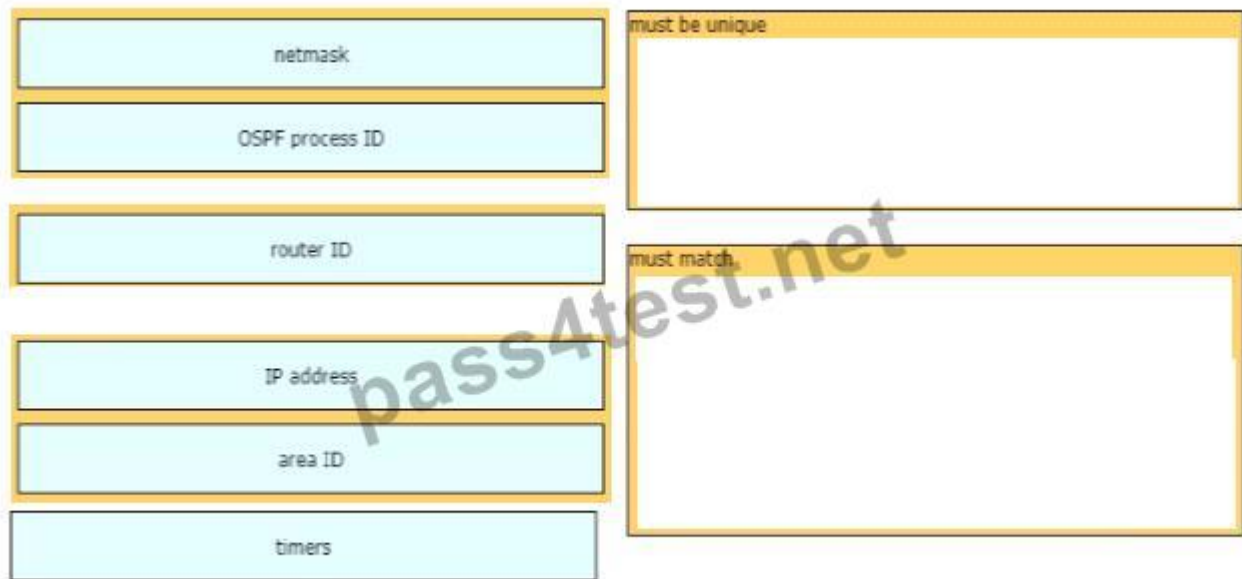 netmask
OSPF process ID
router ID
IP address
area ID
timers
must be unique
must match
pass4test.net